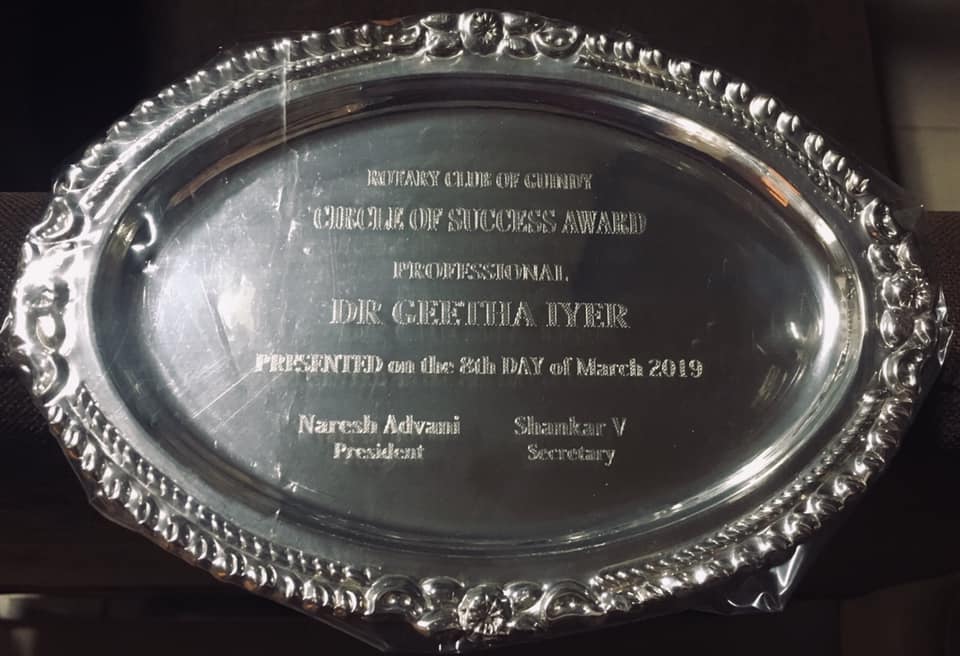 ROTARY CLUB OF GUINDY
CIRCLE OF SUCCESS AWARD
PROFESSIONAL
DR GEETHA IYER
PRESENTED on the 8th DAY of March 2019
Naresh Advani Shankar V
President Secretary